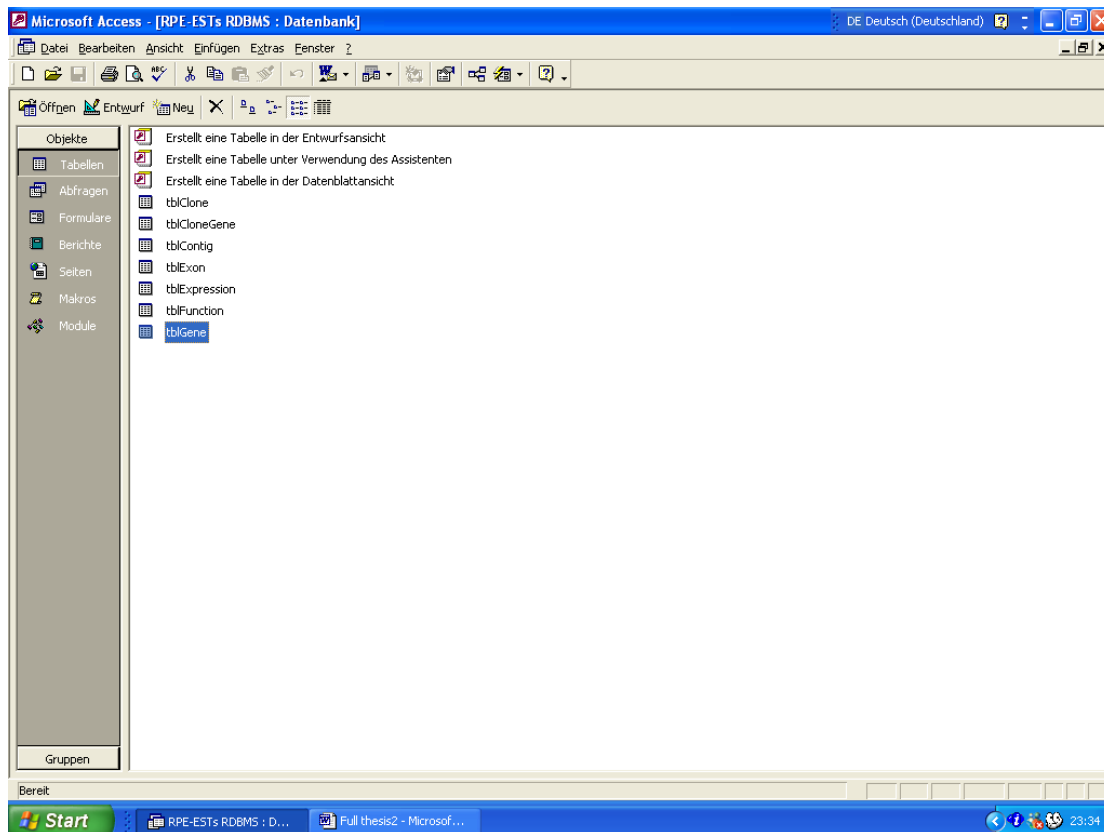 Microsoft Access - [RPE-ESTs RDBMS : Datenbank]
DE Deutsch (Deutschland)
Datei Bearbeiten Ansicht Einfügen Extras Fenster ?
Öffnen Entwurf Neu
Objekte
Tabellen
Abfragen
Formulare
Berichte
Seiten
Makros
Module
Gruppen
Erstellt eine Tabelle in der Entwurfsansicht
Erstellt eine Tabelle unter Verwendung des Assistenten
Erstellt eine Tabelle in der Datenblattansicht
tblClone
tblCloneGene
tblContig
tblExon
tblExpression
tblFunction
tblGene
Bereit
Start
RPE-ESTs RDBMS : D...
Full thesis2 - Microsof...
23:34